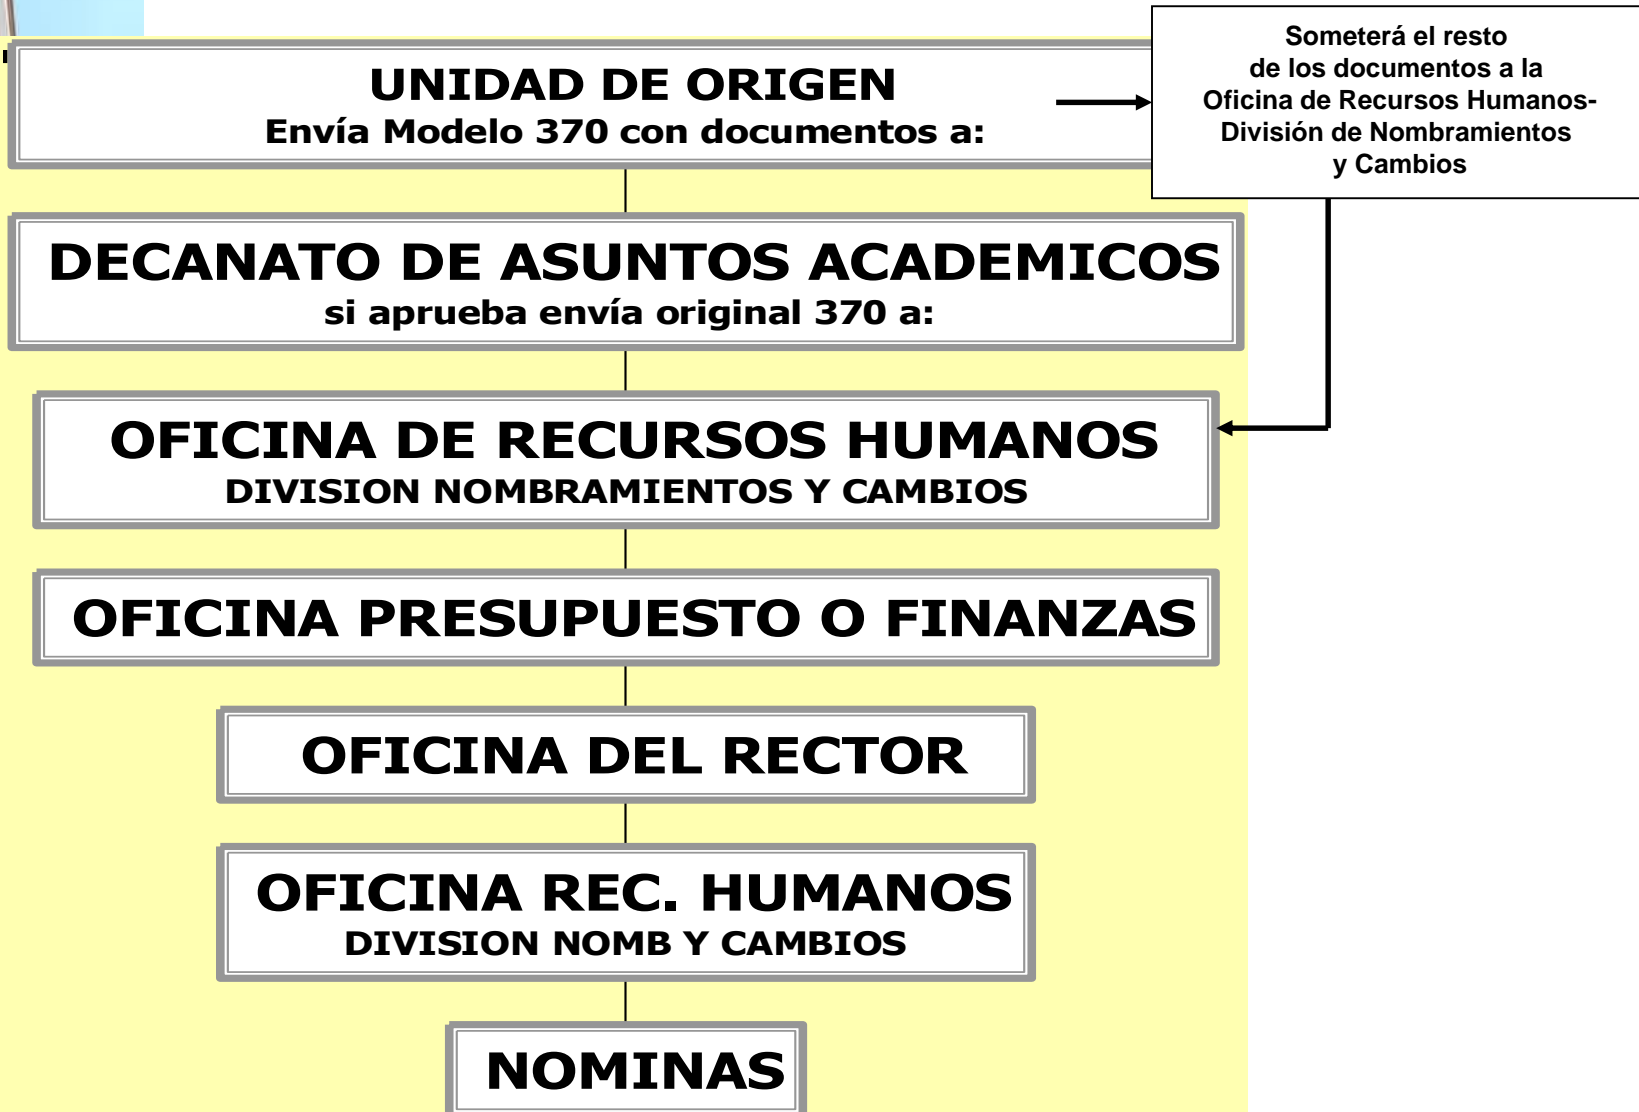 UNIDAD DE ORIGEN
Envía Modelo 370 con documentos a:
Someterá el resto
de los documentos a la
Oficina de Recursos Humanos-
División de Nombramientos
y Cambios
DECANATO DE ASUNTOS ACADEMICOS
si aprueba envía original 370 a:
OFICINA DE RECURSOS HUMANOS
DIVISION NOMBRAMIENTOS Y CAMBIOS
OFICINA PRESUPUESTO O FINANZAS
OFICINA DEL RECTOR
OFICINA REC. HUMANOS
DIVISION NOMB Y CAMBIOS
NOMINAS